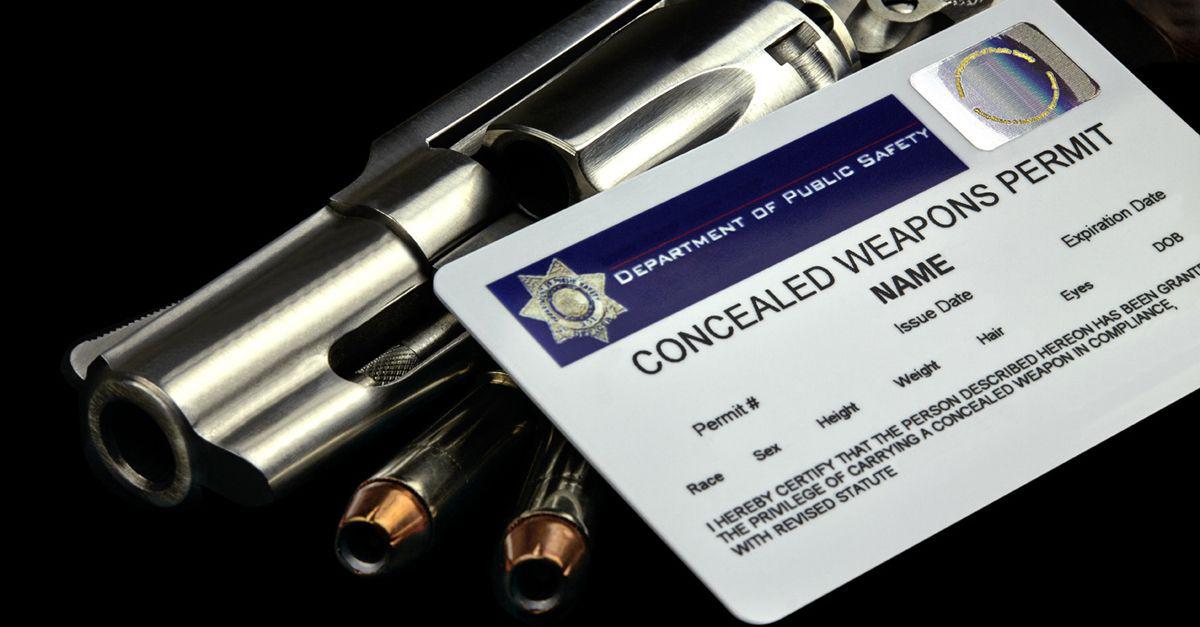 DEPARTMENT OF PUBLIC SAFETY
CONCEALED WEAPONS PERMIT
NAME
Issue Date
Expiration Date
Permit #
Weight
Hair
Eyes
DOB
Race
Sex
Height
I HEREBY CERTIFY THAT THE PERSON DESCRIBED HEREON HAS BEEN GRANTE
THE PRIVILEGE OF CARRYING A CONCEALED WEAPON IN COMPLIANCE,
WITH REVISED STATUTE